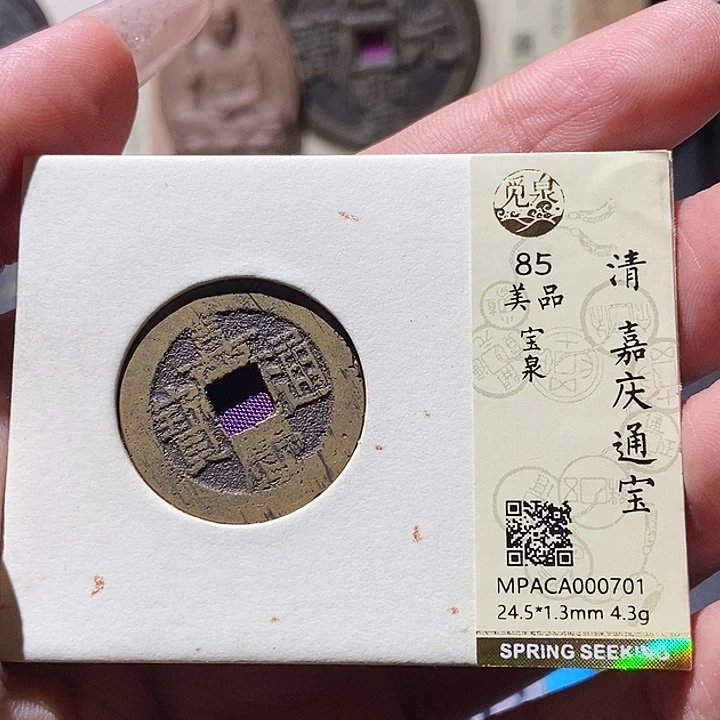 觅泉
85
美品
宝泉
清 嘉庆通宝
MPACA000701
24.5*1.3mm 4.3g
SPRING SEEKING